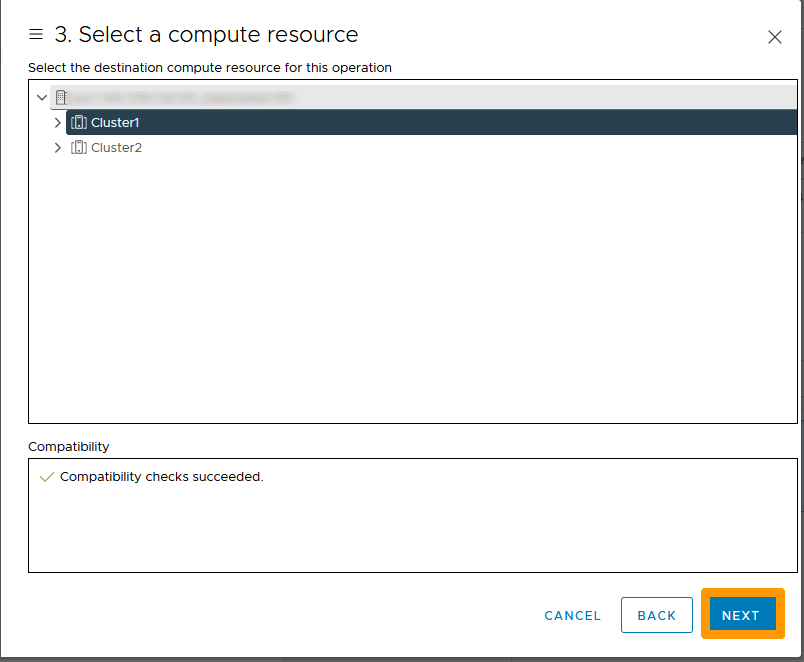 3. Select a compute resource
Select the destination compute resource for this operation
Cluster1
Cluster2
Compatibility
Compatibility checks succeeded.
CANCEL BACK NEXT